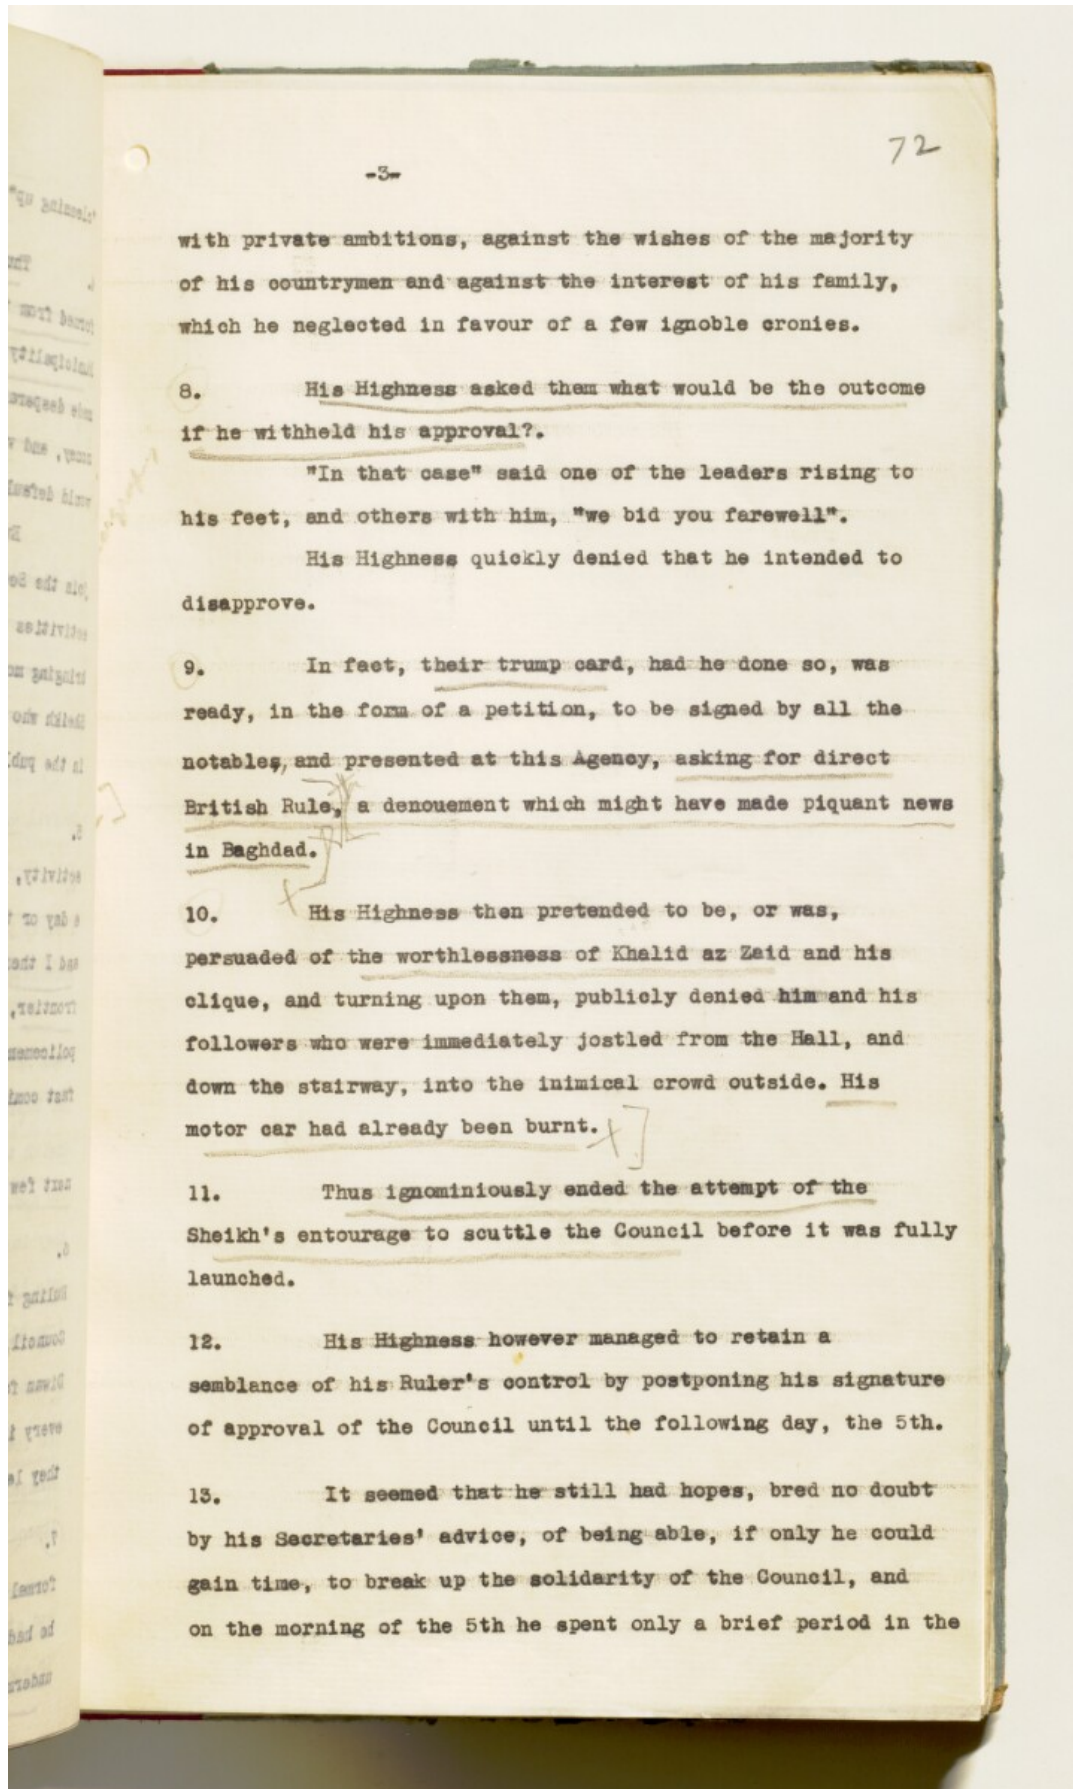 72
-3-
with private ambitions, against the wishes of the majority
of his countrymen and against the interest of his family,
which he neglected in favour of a few ignoble cronies.
8. His Highness asked them what would be the outcome
if he withheld his approval?.
"In that case" said one of the leaders rising to
his feet, and others with him, "we bid you farewell".
His Highness quickly denied that he intended to
disapprove.
9. In fact, their trump card, had he done so, was
ready, in the form of a petition, to be signed by all the
notables, and presented at this Agency, asking for direct
British Rule, a denouement which might have made piquant news
in Baghdad.
10. His Highness then pretended to be, or was,
persuaded of the worthlessness of Khalid az Zaid and his
clique, and turning upon them, publicly denied him and his
followers who were immediately jostled from the Hall, and
down the stairway, into the inimical crowd outside. His
motor car had already been burnt.
11. Thus ignominiously ended the attempt of the
Sheikh's entourage to scuttle the Council before it was fully
launched.
12. His Highness however managed to retain a
semblance of his Ruler's control by postponing his signature
of approval of the Council until the following day, the 5th.
13. It seemed that he still had hopes, bred no doubt
by his Secretaries' advice, of being able, if only he could
gain time, to break up the solidarity of the Council, and
on the morning of the 5th he spent only a brief period in the